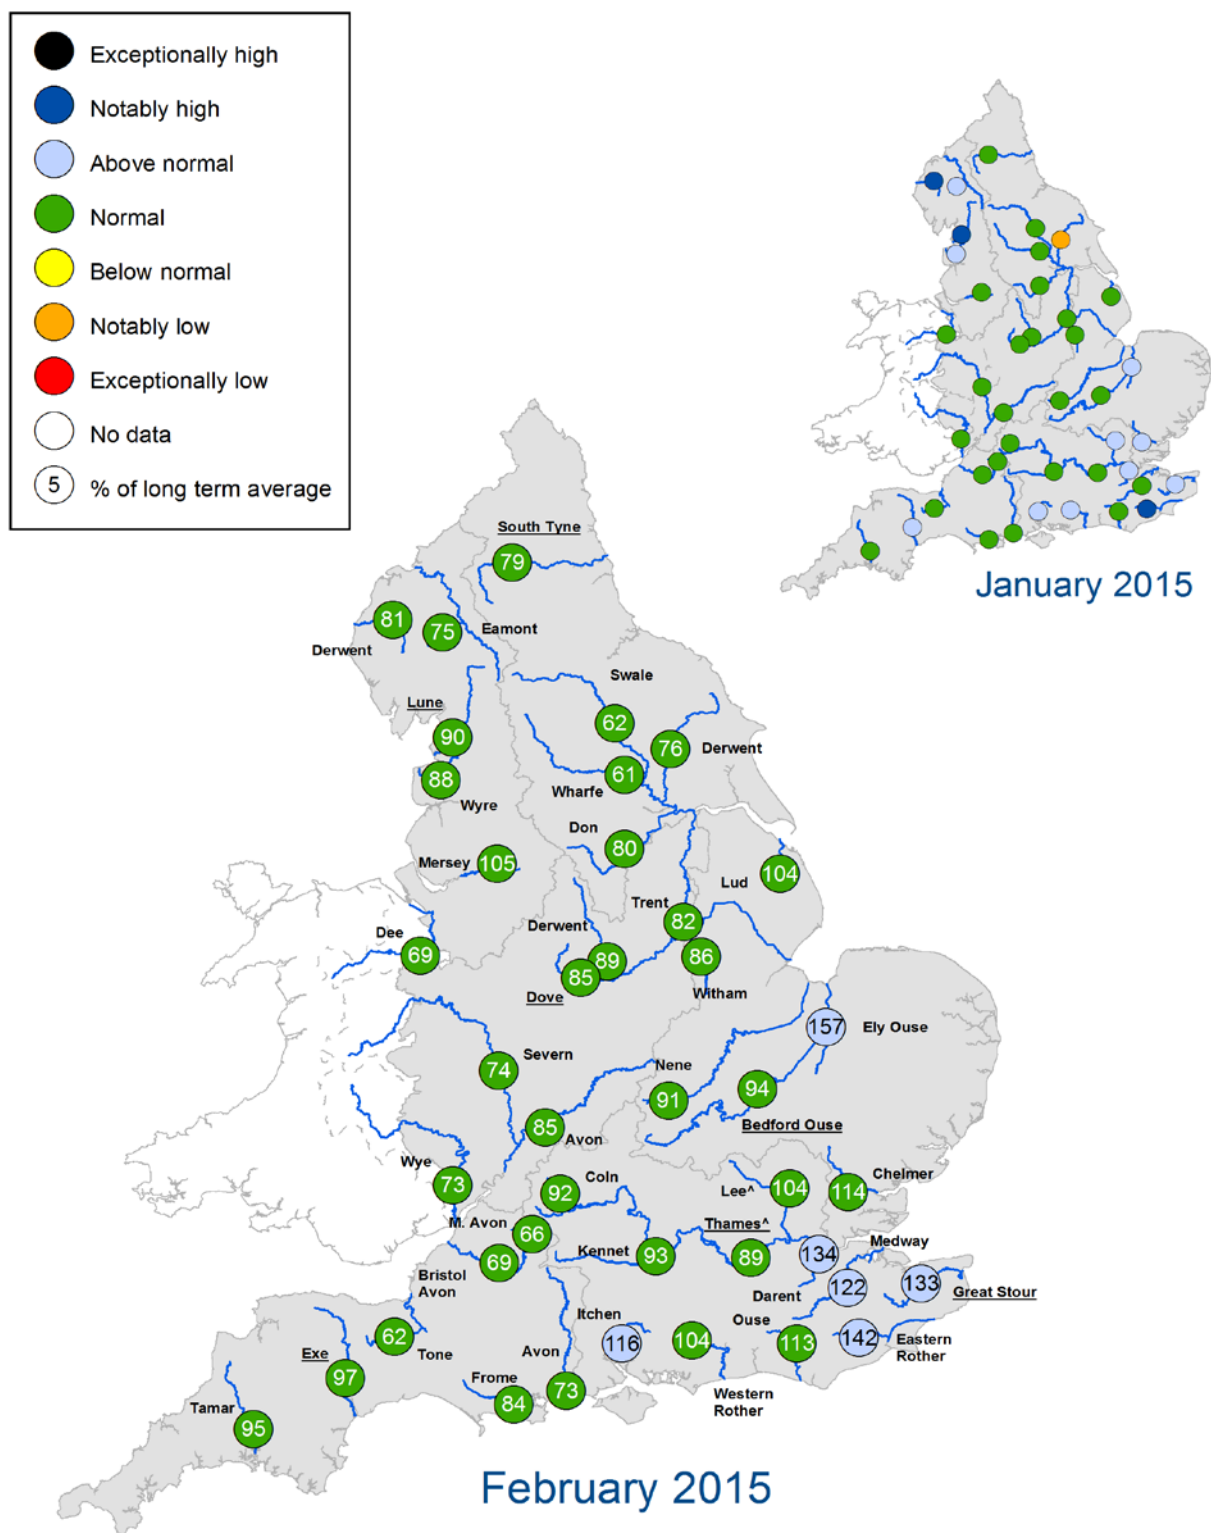 Exceptionally high
Notably high
Above normal
Normal
Below normal
Notably low
Exceptionally low
No data
5 % of long term average
January 2015
South Tyne
79
81
75
Eamont
Derwent
Swale
Lune
62
90
76
Derwent
61
88
Wharfe
Wyre
Don
80
Mersey
105
104
Lud
Trent
82
Derwent
Dee
69
89
86
85
Dove
Witham
157
Ely Ouse
Severn
74
Nene
94
91
85
Bedford Ouse
Avon
Wye
73
Coln
92
Lee^
104
114
Chelmer
M. Avon
66
Thames^
Medway
Kennet
93
89
134
69
Bristol
Avon
Darent
122
133
Great Stour
Itchen
Ouse
62
Tone
116
104
113
142
Eastern
Rother
Exe
97
Avon
Frome
73
84
Western
Rother
Tamar
95
February 2015